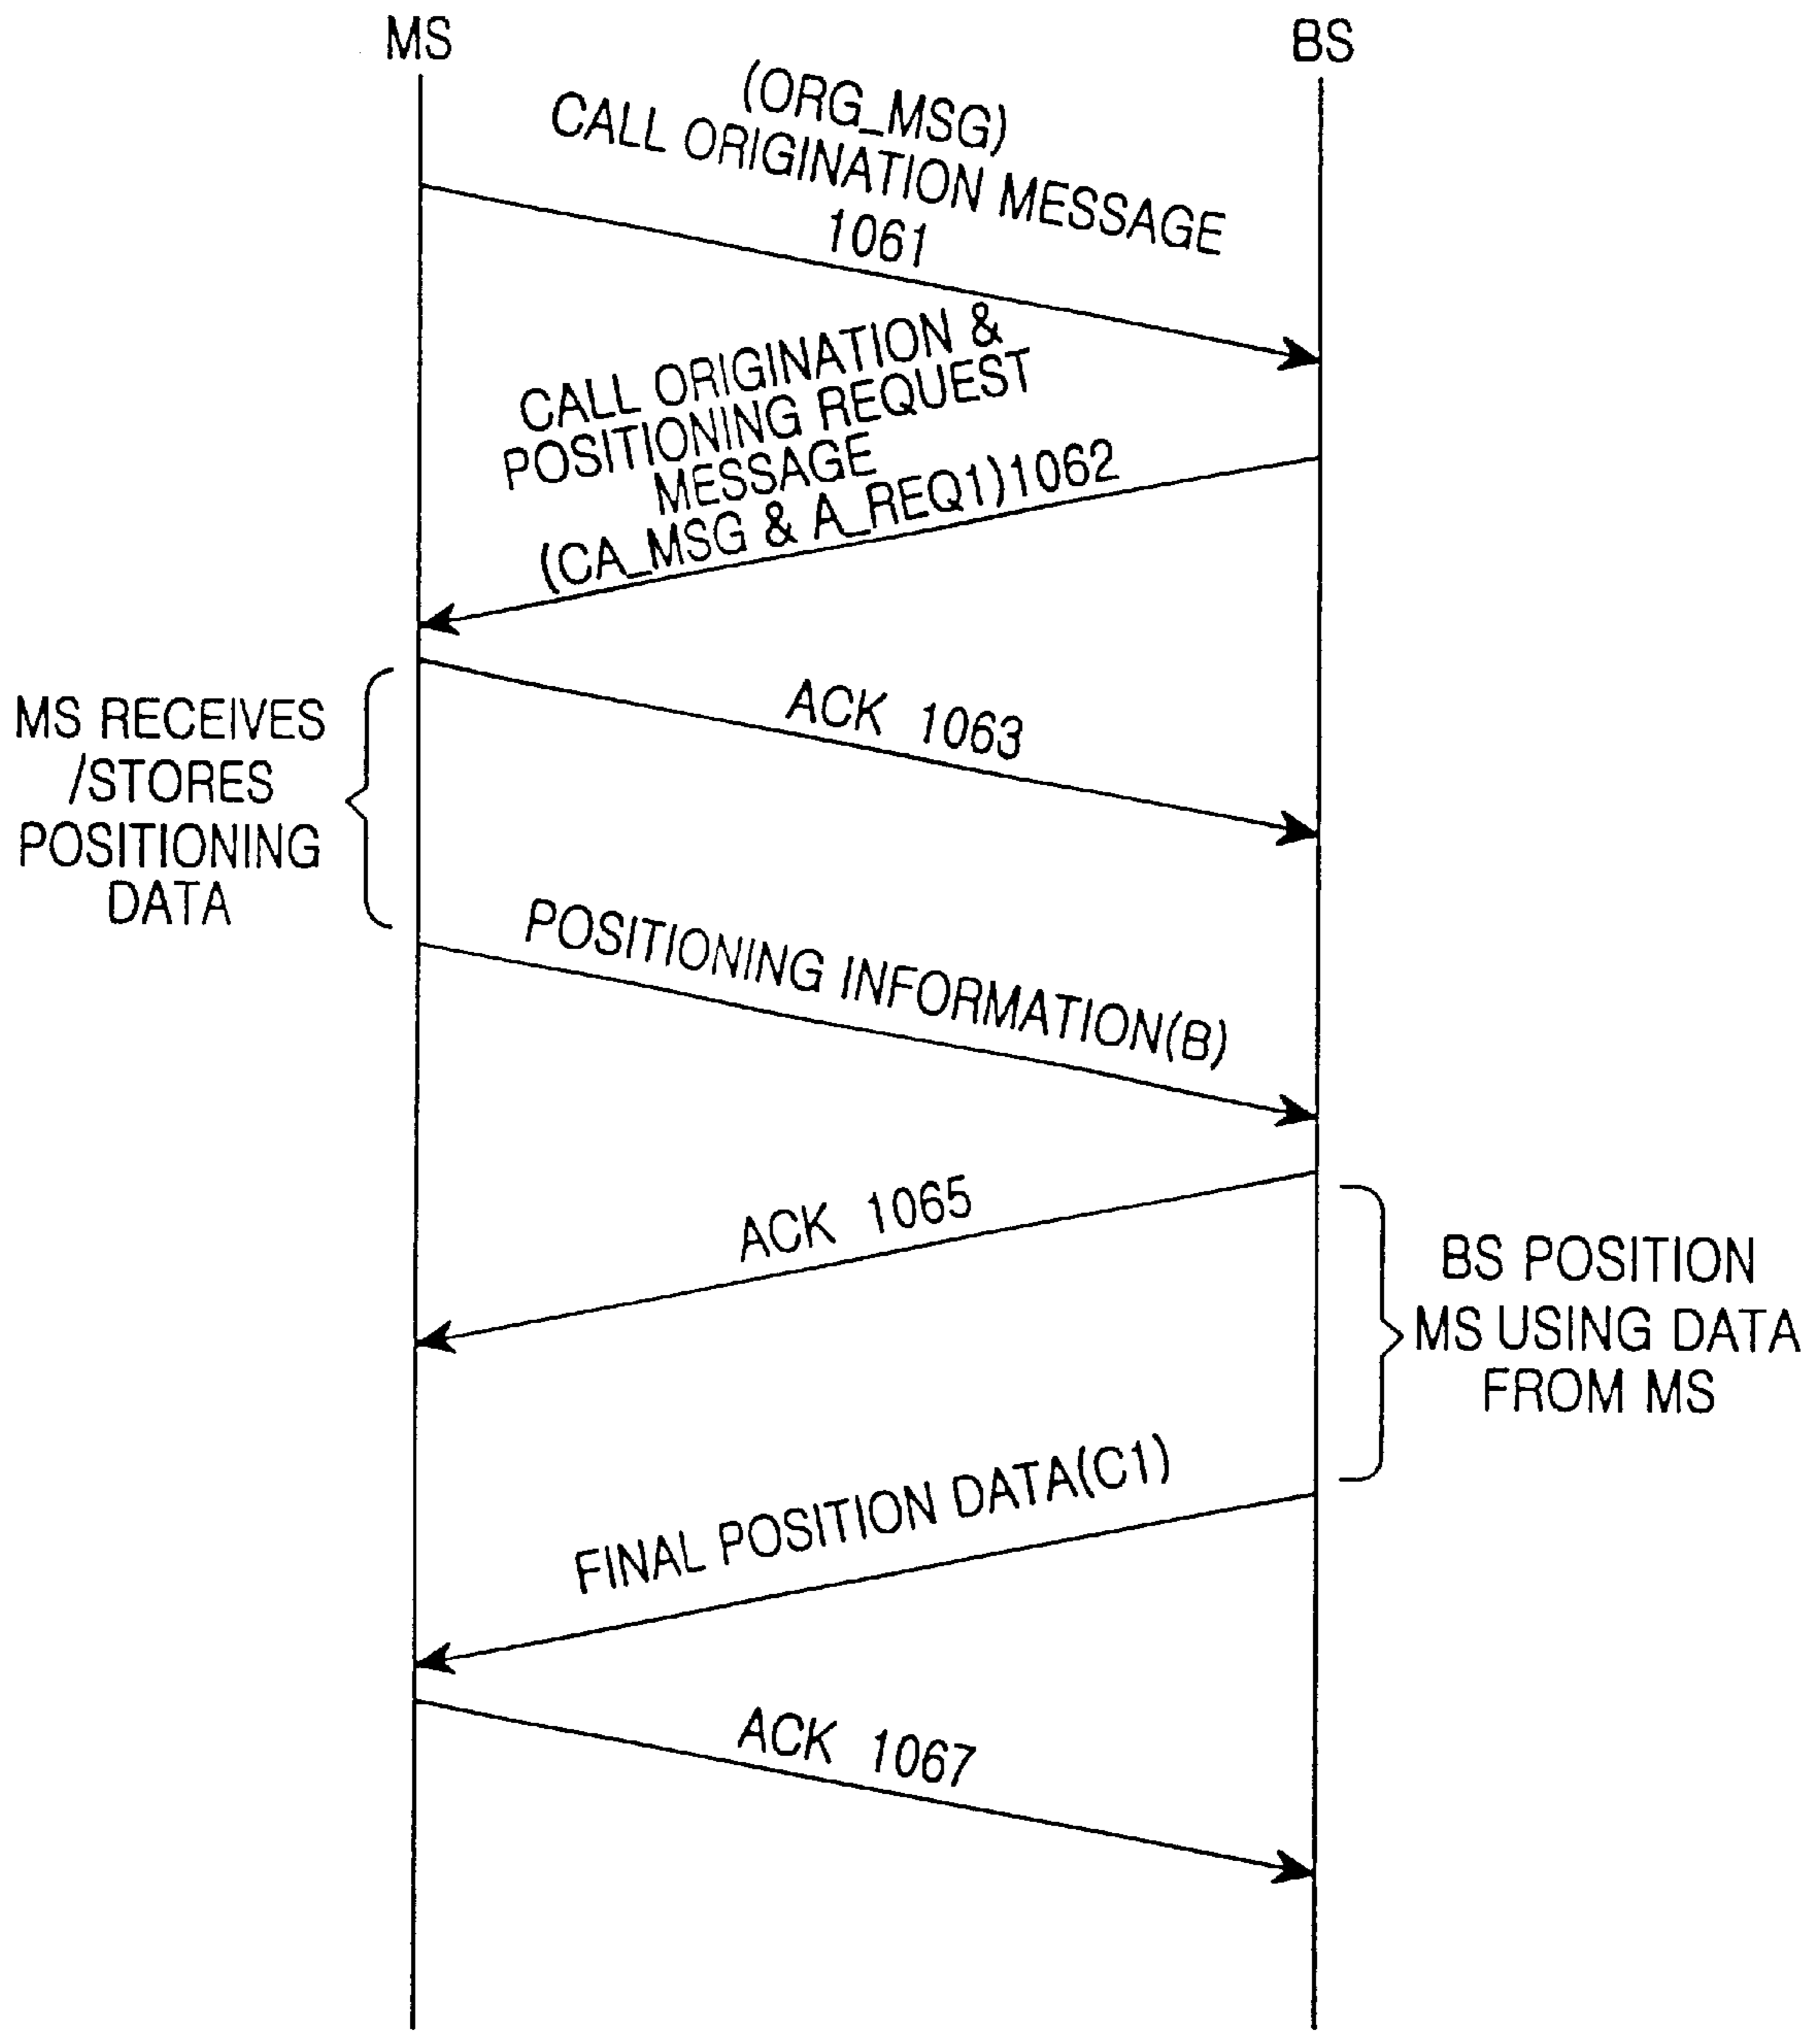 MS
BS
(ORG_MSG)
CALL ORIGINATION MESSAGE
1061
CALL ORIGINATION &
POSITIONING REQUEST
MESSAGE
(CA_MSG & A_REQ1)1062
ACK 1063
MS RECEIVES
/STORES
POSITIONING
DATA
POSITIONING INFORMATION(B)
ACK 1065
BS POSITION
MS USING DATA
FROM MS
FINAL POSITION DATA(C1)
ACK 1067